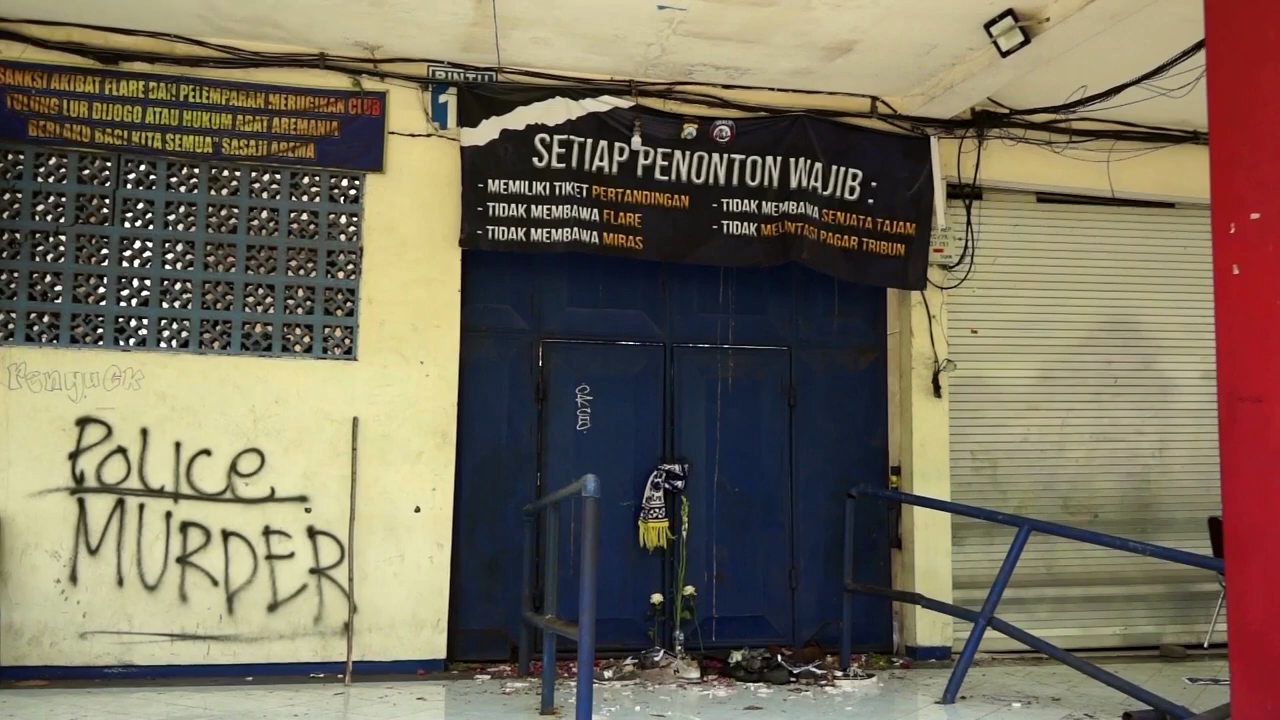 SANKSI AKIBAT FLARE DAN PELEMPARAN MERUGIKAN CLUB
TULUNG LUR DIJOGO ATAU HUKUM ADAT AREMANIA
BERLAKU BAGI KITA SEMUA" SASAJI AREMA
PINTU
1
SETIAP PENONTON WAJIB :
- MEMILIKI TIKET PERTANDINGAN
- TIDAK MEMBAWA FLARE
- TIDAK MEMBAWA MIRAS
- TIDAK MEMBAWA SENJATA TAJAM
- TIDAK MELINTASI PAGAR TRIBUN
PoLice
MURDER